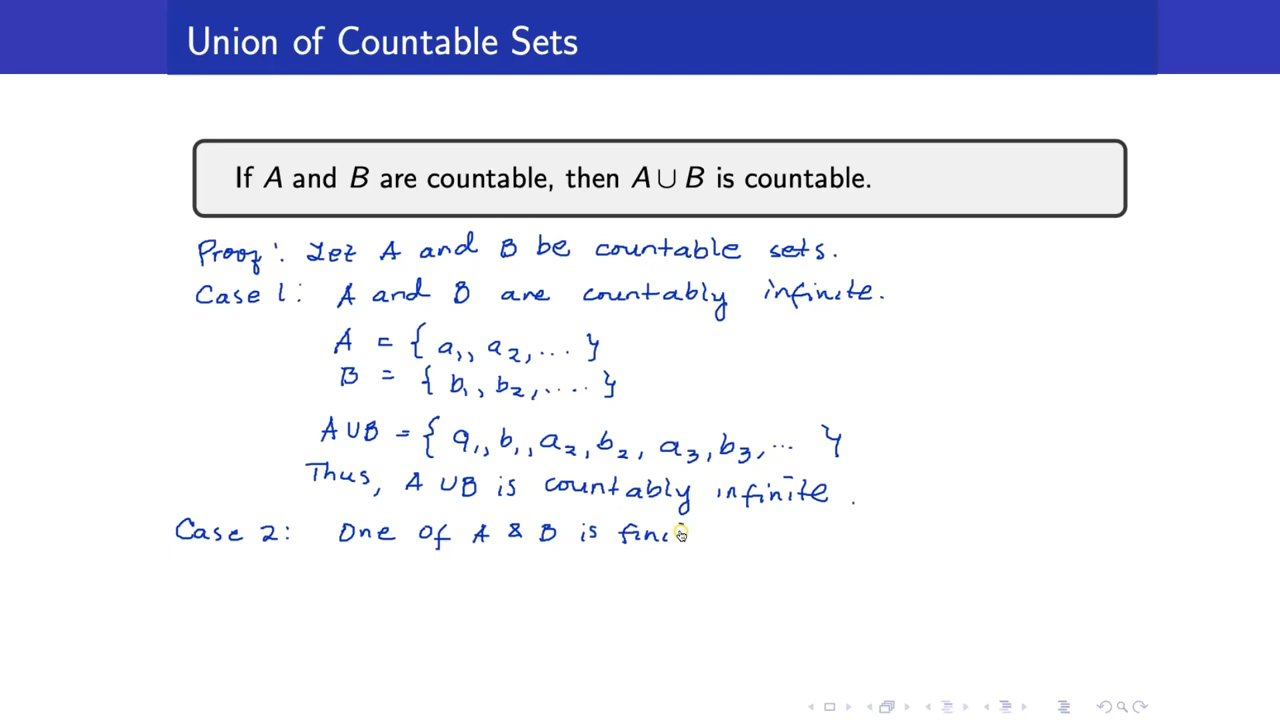 Union of Countable Sets
If A and B are countable, then A ∪ B is countable.
Proof: Let A and B be countable sets.
Case 1: A and B are countably infinite.
A = { a₁, a₂, ... }
B = { b₁, b₂, .... }
A ∪ B = { a₁, b₁, a₂, b₂, a₃, b₃, ... }
Thus, A ∪ B is countably infinite.
Case 2: One of A & B is fini